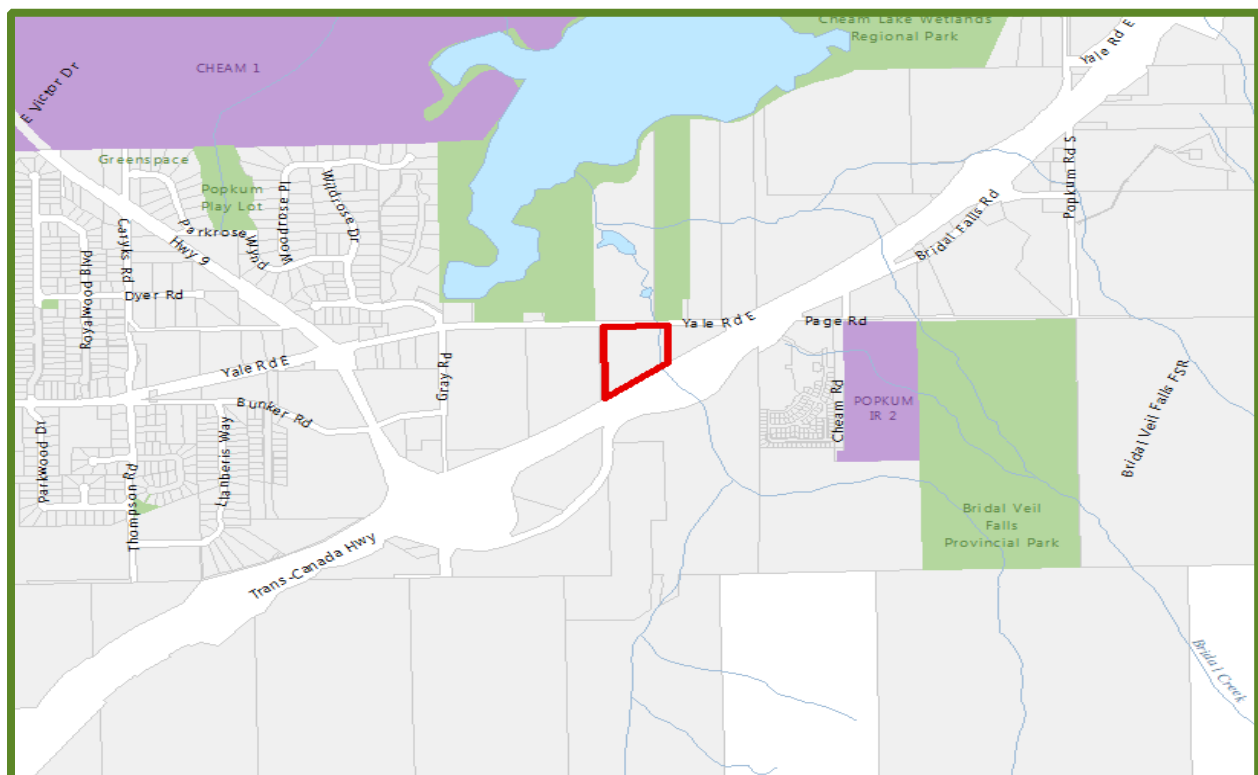 Cheam Lake Wetlands
Regional Park
Yale Rd E
CHEAM 1
E Victor Dr
Greenspace
Popkum
Play Lot
Parkrose Wynd
Woodrose Pl
Wildrose Dr
Popkum Rd S
Caryks Rd
Hwy 9
Royalwood Blvd
Dyer Rd
Bridal Falls Rd
Yale Rd E
Page Rd
Yale Rd E
Gray Rd
Bunker Rd
Cheam Rd
POPKUM
IR 2
Bridal Veil Falls FSR
Parkwood Dr
Llanberis Way
Thompson Rd
Bridal Veil
Falls
Provincial Park
Trans-Canada Hwy
Bridal Creek